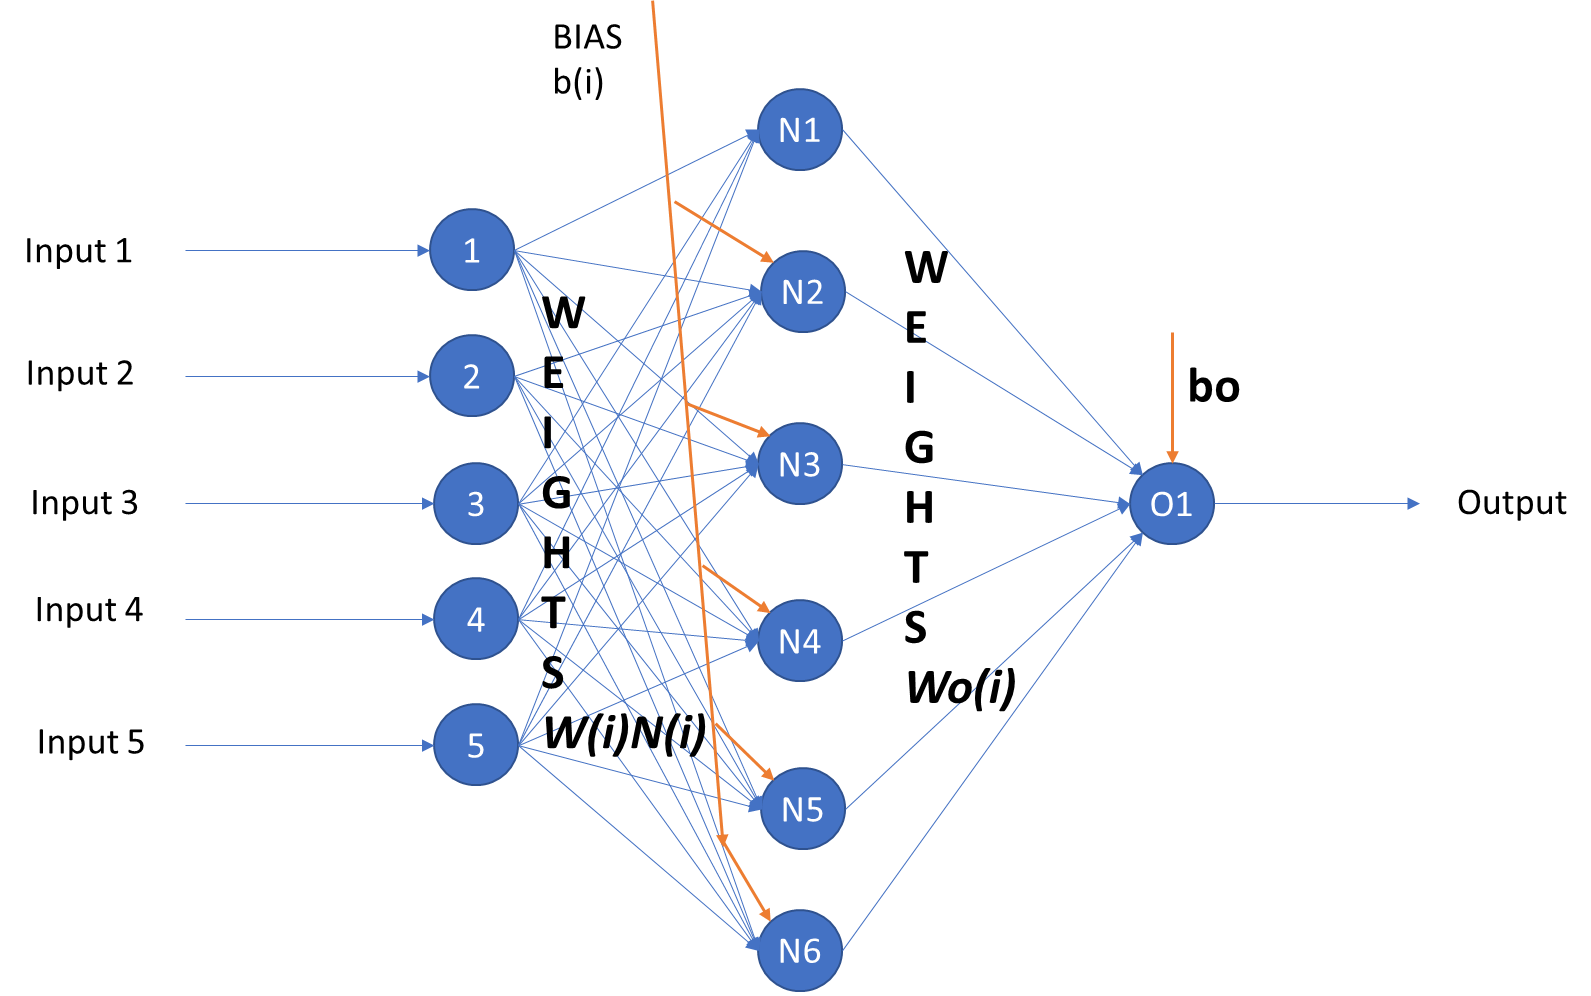 BIAS
b(i)
N1
Input 1
1
N2
W
E
I
G
H
T
S
W(i)N(i)
W
E
I
G
H
T
S
Wo(i)
Input 2
2
bo
N3
Input 3
3
O1
Output
Input 4
4
N4
Input 5
5
N5
N6